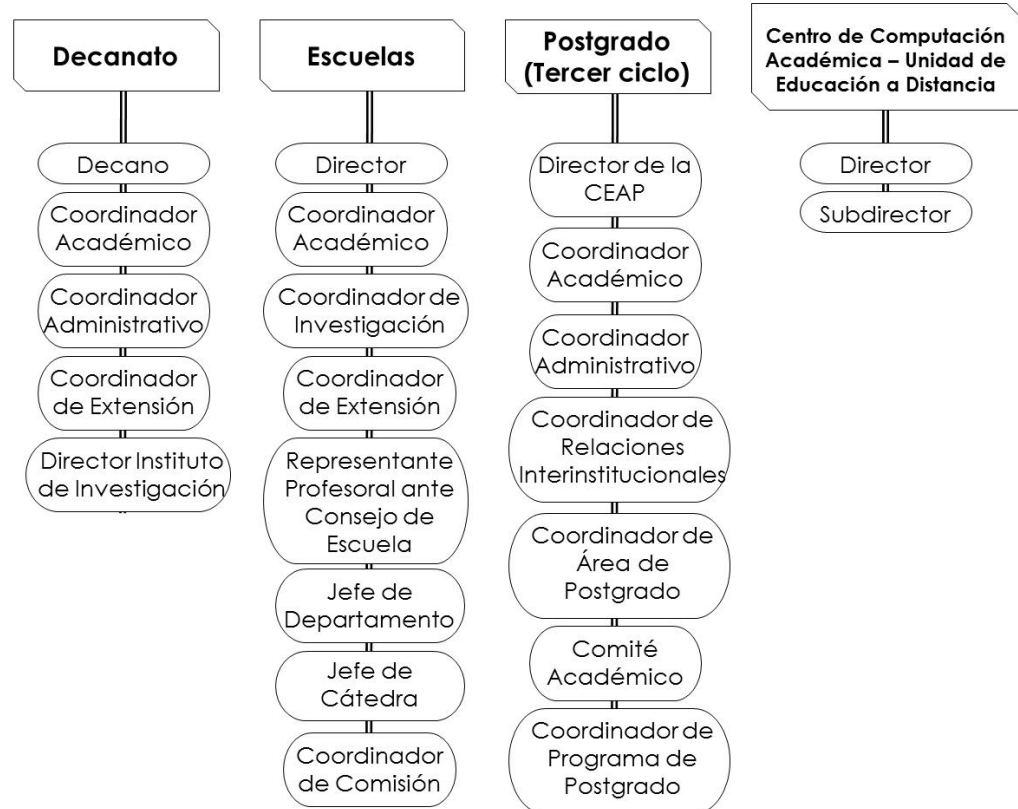 Decanato
Decano
Coordinador
Académico
Coordinador
Administrativo
Coordinador
de Extensión
Director Instituto
de Investigación
Escuelas
Director
Coordinador
Académico
Coordinador de
Investigación
Coordinador
de Extensión
Representante
Profesoral ante
Consejo de
Escuela
Jefe de
Departamento
Jefe de
Cátedra
Coordinador
de Comisión
Postgrado
(Tercer ciclo)
Director de la
CEAP
Coordinador
Académico
Coordinador
Administrativo
Coordinador de
Relaciones
Interinstitucionales
Coordinador de
Área de
Postgrado
Comité
Académico
Coordinador de
Programa de
Postgrado
Centro de Computación
Académica – Unidad de
Educación a Distancia
Director
Subdirector